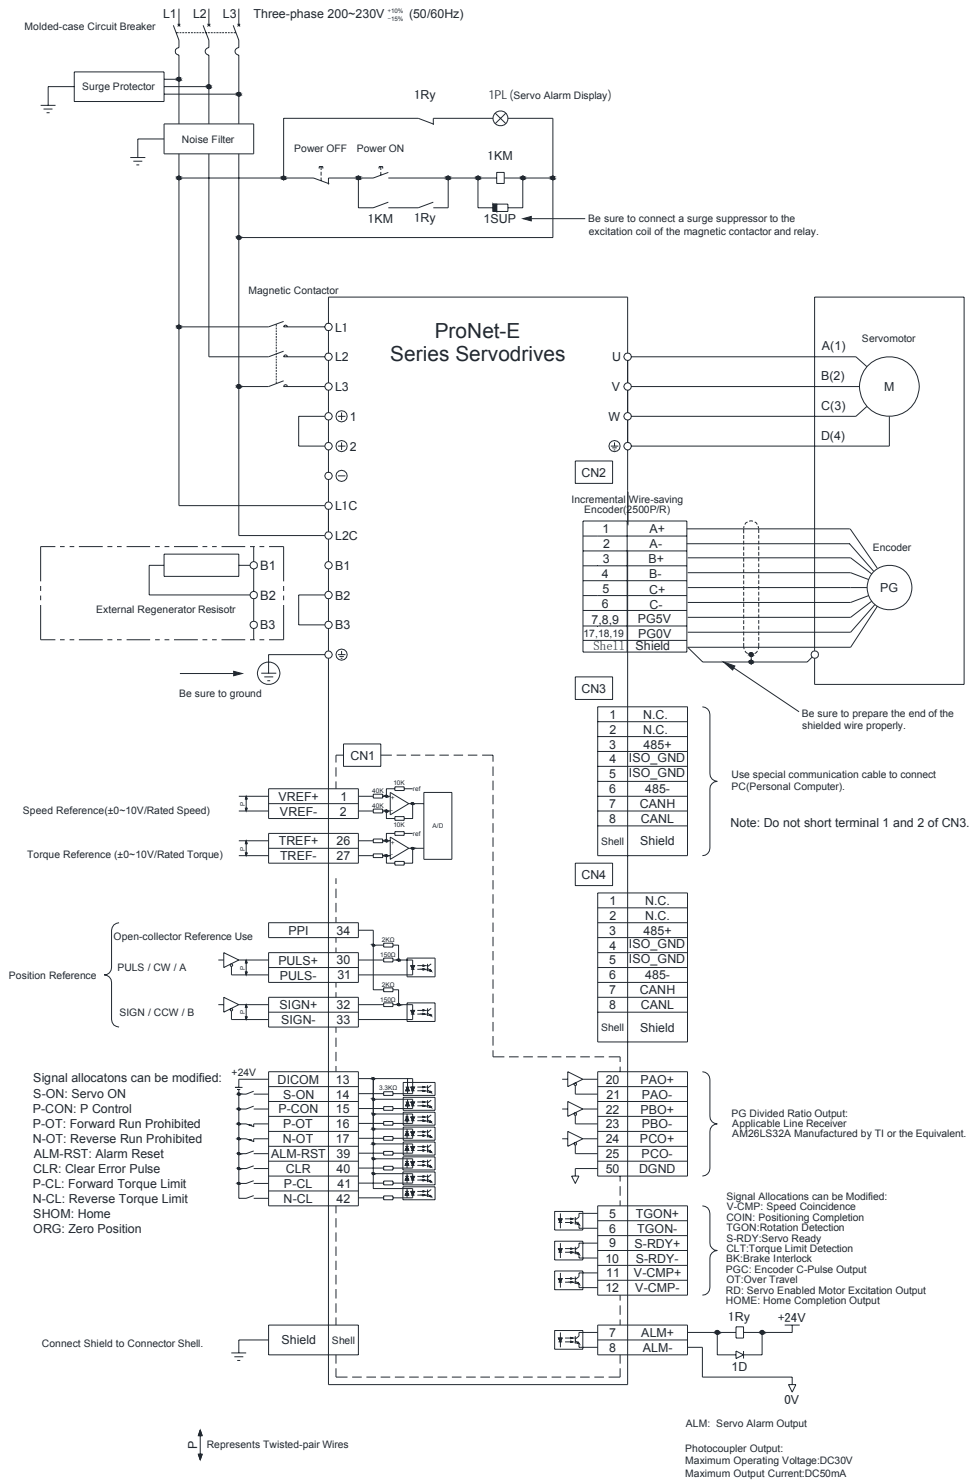 L1 L2 L3 Three-phase 200~230V +10% -15% (50/60Hz)
Molded-case Circuit Breaker
Surge Protector
Noise Filter
1Ry 1PL (Servo Alarm Display)
Power OFF Power ON 1KM
1KM 1Ry 1SUP
Be sure to connect a surge suppressor to the
excitation coil of the magnetic contactor and relay.
Magnetic Contactor
ProNet-E
Series Servodrives
L1
L2
L3
1
2
L1C
L2C
B1
B2
B3
U
V
W
A(1)
B(2)
C(3)
D(4)
Servomotor
M
External Regenerator Resisotr
B1
B2
B3
Be sure to ground
CN2
Incremental Wire-saving
Encoder(2500P/R)
1 A+
2 A-
3 B+
4 B-
5 C+
6 C-
7,8,9 PG5V
17,18,19 PG0V
Shell Shield
Encoder
PG
Be sure to prepare the end of the
shielded wire properly.
CN3
1 N.C.
2 N.C.
3 485+
4 ISO_GND
5 ISO_GND
6 485-
7 CANH
8 CANL
Shell Shield
Use special communication cable to connect
PC(Personal Computer).
Note: Do not short terminal 1 and 2 of CN3.
CN4
1 N.C.
2 N.C.
3 485+
4 ISO_GND
5 ISO_GND
6 485-
7 CANH
8 CANL
Shell Shield
CN1
Speed Reference(±0~10V/Rated Speed)
P
VREF+ 1
VREF- 2
40K
40K
10K
ref
10K
A/D
Torque Reference (±0~10V/Rated Torque)
P
TREF+ 26
TREF- 27
ref
Position Reference
Open-collector Reference Use
PULS / CW / A
SIGN / CCW / B
PPI 34
P
PULS+ 30
PULS- 31
P
SIGN+ 32
SIGN- 33
2KΩ
150Ω
2KΩ
150Ω
Signal allocatons can be modified:
S-ON: Servo ON
P-CON: P Control
P-OT: Forward Run Prohibited
N-OT: Reverse Run Prohibited
ALM-RST: Alarm Reset
CLR: Clear Error Pulse
P-CL: Forward Torque Limit
N-CL: Reverse Torque Limit
SHOM: Home
ORG: Zero Position
+24V
DICOM 13
S-ON 14
P-CON 15
P-OT 16
N-OT 17
ALM-RST 39
CLR 40
P-CL 41
N-CL 42
3.3KΩ
Connect Shield to Connector Shell.
Shield Shell
20 PAO+
21 PAO-
22 PBO+
23 PBO-
24 PCO+
25 PCO-
50 DGND
PG Divided Ratio Output:
Applicable Line Receiver
AM26LS32A Manufactured by TI or the Equivalent.
5 TGON+
6 TGON-
9 S-RDY+
10 S-RDY-
11 V-CMP+
12 V-CMP-
Signal Allocations can be Modified:
V-CMP: Speed Coincidence
COIN: Positioning Completion
TGON:Rotation Detection
S-RDY:Servo Ready
CLT:Torque Limit Detection
BK:Brake Interlock
PGC: Encoder C-Pulse Output
OT:Over Travel
RD: Servo Enabled Motor Excitation Output
HOME: Home Completion Output
7 ALM+
8 ALM-
1Ry +24V
1D
0V
ALM: Servo Alarm Output
Photocoupler Output:
Maximum Operating Voltage:DC30V
Maximum Output Current:DC50mA
P Represents Twisted-pair Wires